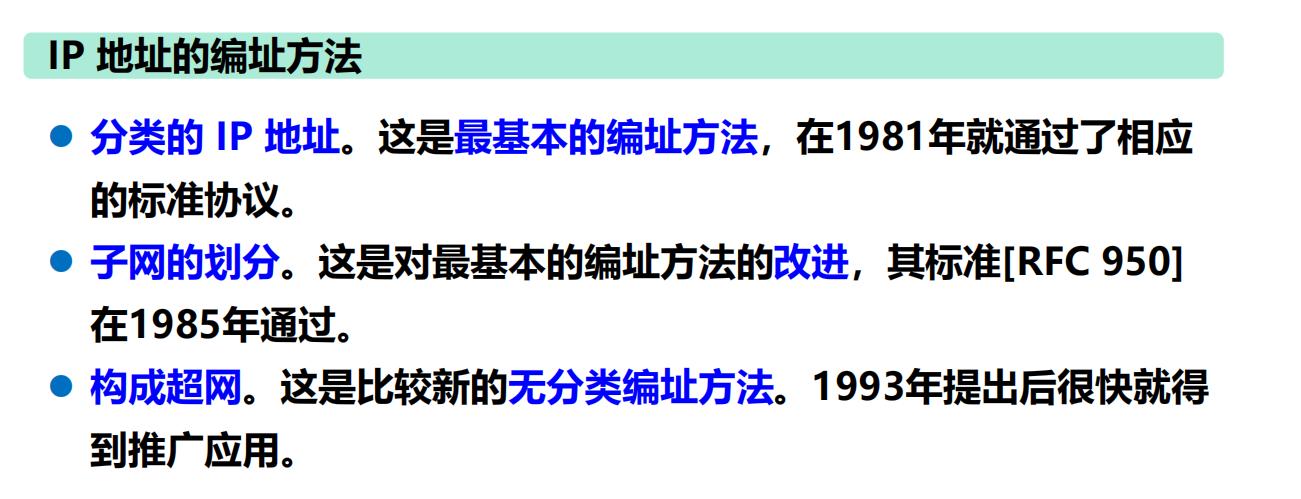 IP 地址的编址方法
● 分类的 IP 地址。这是最基本的编址方法，在1981年就通过了相应
的标准协议。
● 子网的划分。这是对最基本的编址方法的改进，其标准[RFC 950]
在1985年通过。
● 构成超网。这是比较新的无分类编址方法。1993年提出后很快就得
到推广应用。